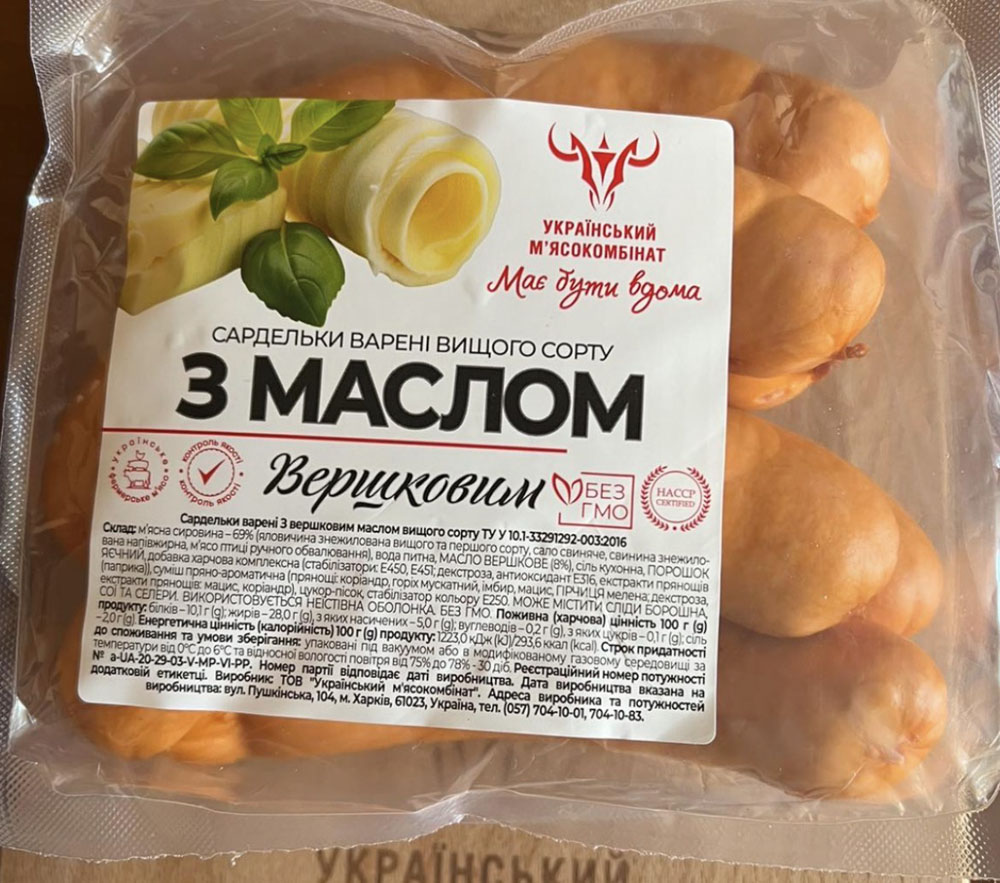 УКРАЇНСЬКИЙ
М'ЯСОКОМБІНАТ
Має бути вдома
САРДЕЛЬКИ ВАРЕНІ ВИЩОГО СОРТУ
З МАСЛОМ
Вершковим
українське
фермерське м'ясо
контроль якості
контроль якості
БЕЗ
ГМО
HACCP
CERTIFIED
Сардельки варені З вершковим маслом вищого сорту ТУ У 10.1-33291292-003:2016
Склад: м'ясна сировина – 69% (яловичина знежилована вищого та першого сорту, сало свиняче, свинина знежило-
вана напівжирна, м'ясо птиці ручного обвалювання), вода питна, МАСЛО ВЕРШКОВЕ (8%), сіль кухонна, ПОРОШОК
ЯЄЧНИЙ, добавка харчова комплексна (стабілізатори: Е450, Е451; декстроза, антиоксидант Е316, екстракти прянощів
(паприка)), суміш пряно-ароматична (прянощі: коріандр, горіх мускатний, імбир, мацис, ГІРЧИЦЯ мелена; декстроза,
екстракти прянощів: мацис, коріандр), цукор-пісок, стабілізатор кольору Е250. МОЖЕ МІСТИТИ СЛІДИ БОРОШНА,
СОЇ ТА СЕЛЕРИ. ВИКОРИСТОВУЄТЬСЯ НЕЇСТІВНА ОБОЛОНКА. БЕЗ ГМО. Поживна (харчова) цінність 100 г (g)
продукту: білків – 10,1 г (g); жирів – 28,0 г (g), з яких насичених – 5,0 г (g); вуглеводів – 0,2 г (g), з яких цукрів – 0,1 г (g); сіль
– 2,0 г (g). Енергетична цінність (калорійність) 100 г (g) продукту: 1223,0 кДж (kJ)/293,6 ккал (kcal). Строк придатності
до споживання та умови зберігання: упаковані під вакуумом або в модифікованому газовому середовищі за
температури від 0°С до 6°С та відносної вологості повітря від 75% до 78% - 30 діб. Реєстраційний номер потужності
№ a-UA-20-29-03-V-MP-VI-PP. Номер партії відповідає даті виробництва. Дата виробництва вказана на
додатковій етикетці. Виробник: ТОВ "Український м'ясокомбінат". Адреса виробника та потужностей
виробництва: вул. Пушкінська, 104, м. Харків, 61023, Україна, тел. (057) 704-10-01, 704-10-83.
УКРАЇНСЬКИЙ